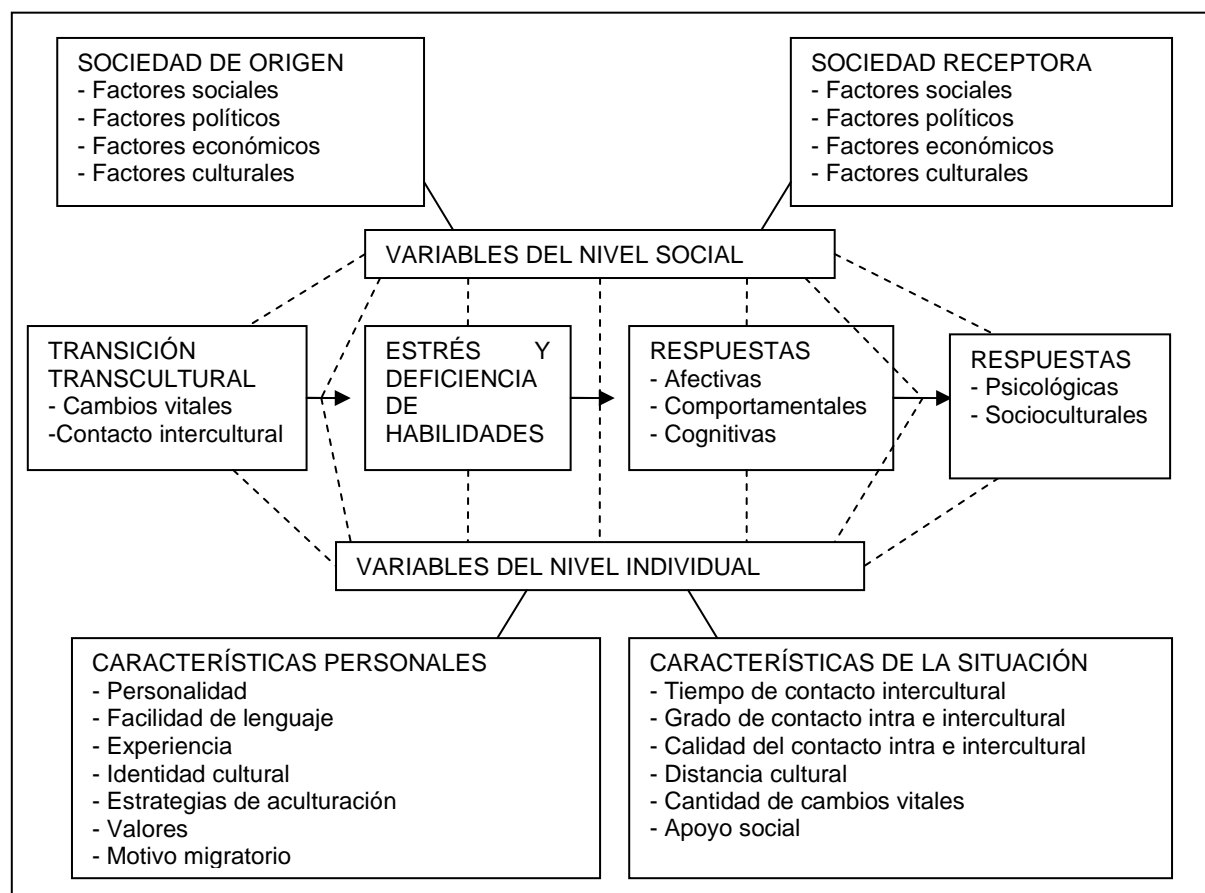 SOCIEDAD DE ORIGEN
- Factores sociales
- Factores políticos
- Factores económicos
- Factores culturales
SOCIEDAD RECEPTORA
- Factores sociales
- Factores políticos
- Factores económicos
- Factores culturales
VARIABLES DEL NIVEL SOCIAL
TRANSICIÓN
TRANSCULTURAL
- Cambios vitales
-Contacto intercultural
ESTRÉS Y
DEFICIENCIA
DE
HABILIDADES
RESPUESTAS
- Afectivas
- Comportamentales
- Cognitivas
RESPUESTAS
- Psicológicas
- Socioculturales
VARIABLES DEL NIVEL INDIVIDUAL
CARACTERÍSTICAS PERSONALES
- Personalidad
- Facilidad de lenguaje
- Experiencia
- Identidad cultural
- Estrategias de aculturación
- Valores
- Motivo migratorio
CARACTERÍSTICAS DE LA SITUACIÓN
- Tiempo de contacto intercultural
- Grado de contacto intra e intercultural
- Calidad del contacto intra e intercultural
- Distancia cultural
- Cantidad de cambios vitales
- Apoyo social